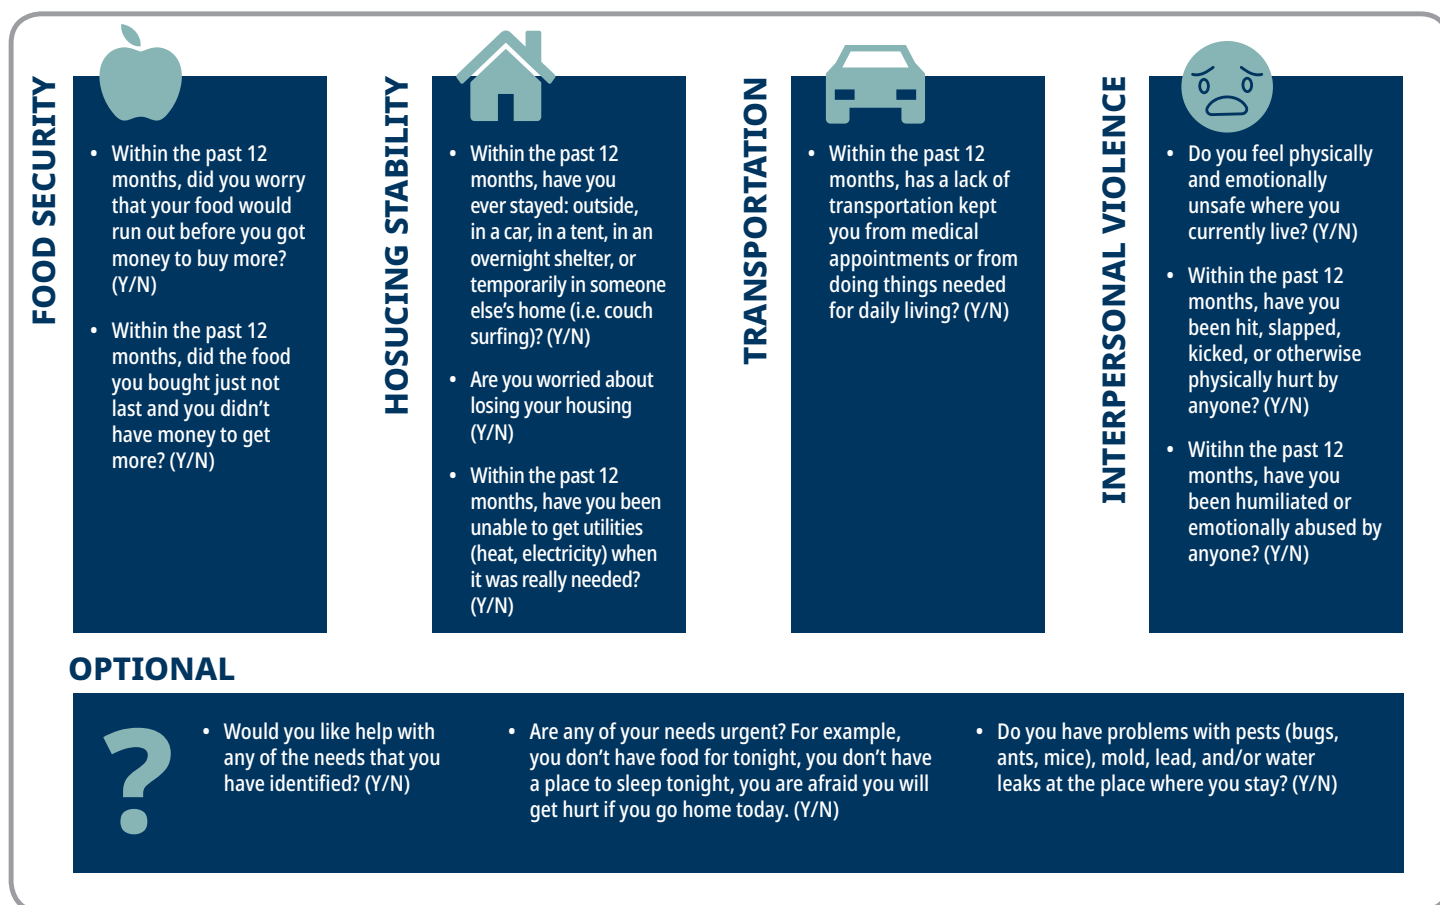 FOOD SECURITY
• Within the past 12
months, did you worry
that your food would
run out before you got
money to buy more?
(Y/N)
• Within the past 12
months, did the food
you bought just not
last and you didn't
have money to get
more? (Y/N)
HOSUCING STABILITY
• Within the past 12
months, have you
ever stayed: outside,
in a car, in a tent, in an
overnight shelter, or
temporarily in someone
else's home (i.e. couch
surfing)? (Y/N)
• Are you worried about
losing your housing
(Y/N)
• Within the past 12
months, have you been
unable to get utilities
(heat, electricity) when
it was really needed?
(Y/N)
TRANSPORTATION
• Within the past 12
months, has a lack of
transportation kept
you from medical
appointments or from
doing things needed
for daily living? (Y/N)
INTERPERSONAL VIOLENCE
• Do you feel physically
and emotionally
unsafe where you
currently live? (Y/N)
• Within the past 12
months, have you
been hit, slapped,
kicked, or otherwise
physically hurt by
anyone? (Y/N)
• Witihn the past 12
months, have you
been humiliated or
emotionally abused by
anyone? (Y/N)
OPTIONAL
?
• Would you like help with
any of the needs that you
have identified? (Y/N)
• Are any of your needs urgent? For example,
you don't have food for tonight, you don't have
a place to sleep tonight, you are afraid you will
get hurt if you go home today. (Y/N)
• Do you have problems with pests (bugs,
ants, mice), mold, lead, and/or water
leaks at the place where you stay? (Y/N)